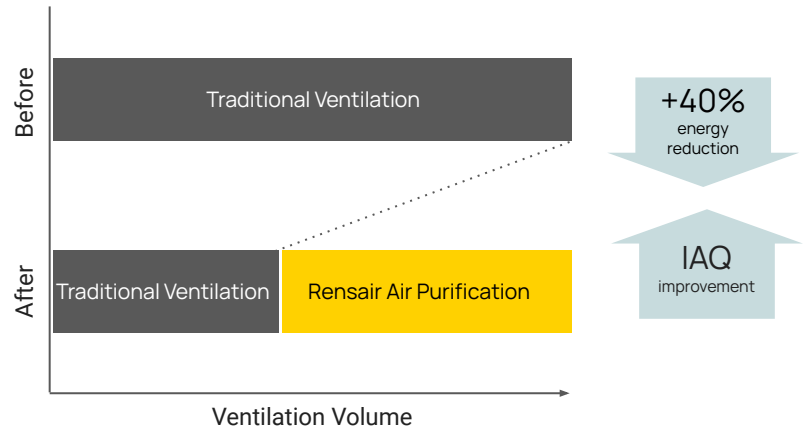 Before
Traditional Ventilation
+40%
energy
reduction
After
Traditional Ventilation
Rensair Air Purification
IAQ
improvement
Ventilation Volume